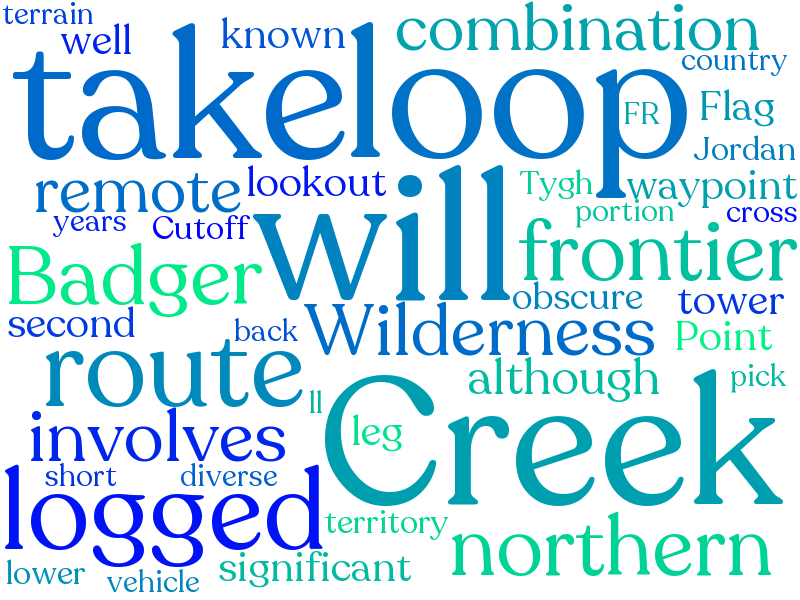 terrain
well
known
combination
country
take
loop
FR
Flag
Jordan
remote
lookout
Tygh
waypoint
years
Cutoff
will
portion
cross
Badger
frontier
obscure
tower
second
back
Wilderness
Point
route
although
pick
ll
leg
Creek
involves
short
diverse
logged
territory
northern
lower
vehicle
significant